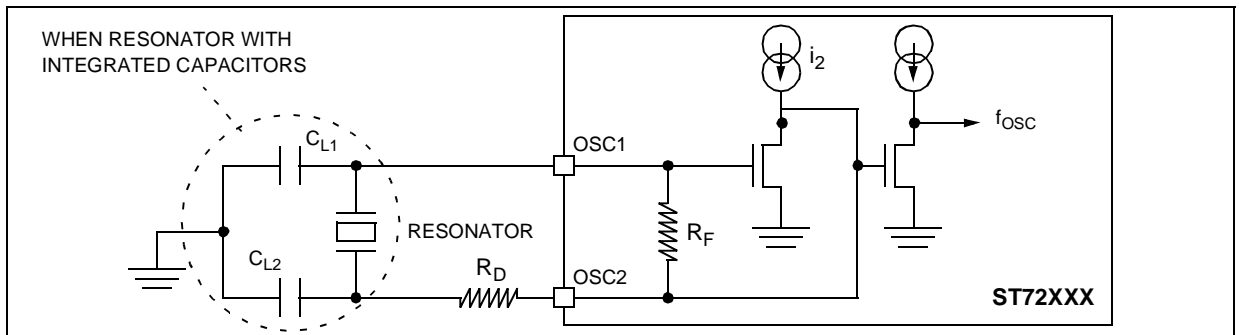 WHEN RESONATOR WITH
INTEGRATED CAPACITORS
i2
fOSC
CL1
OSC1
RESONATOR
RF
CL2
RD
OSC2
ST72XXX